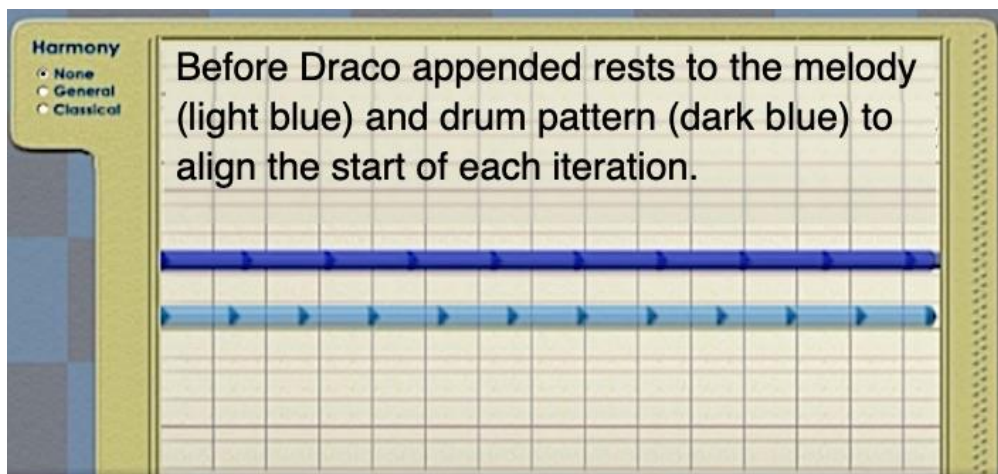 Harmony
None
General
Classical
Before Draco appended rests to the melody
(light blue) and drum pattern (dark blue) to
align the start of each iteration.